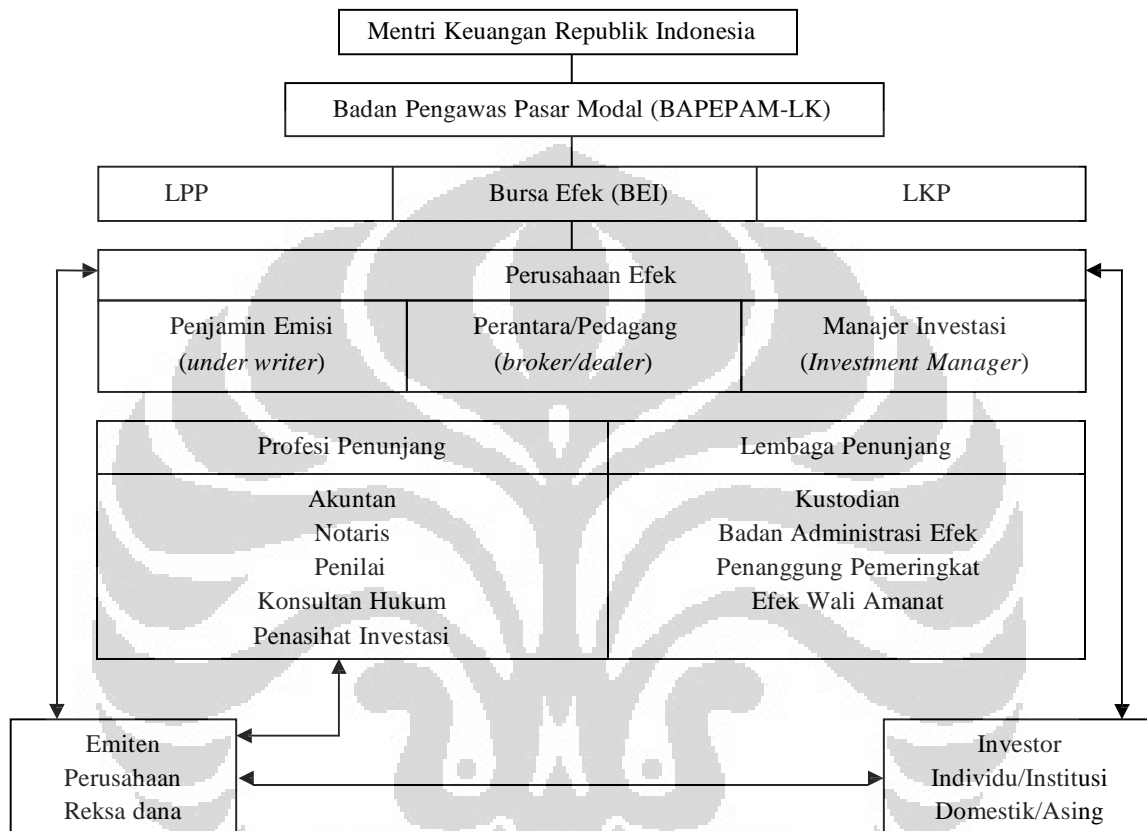 Mentri Keuangan Republik Indonesia
Badan Pengawas Pasar Modal (BAPEPAM-LK)
LPP
Bursa Efek (BEI)
LKP
Perusahaan Efek
Penjamin Emisi
(under writer)
Perantara/Pedagang
(broker/dealer)
Manajer Investasi
(Investment Manager)
Profesi Penunjang
Akuntan
Notaris
Penilai
Konsultan Hukum
Penasihat Investasi
Lembaga Penunjang
Kustodian
Badan Administrasi Efek
Penanggung Pemeringkat
Efek Wali Amanat
Emiten
Perusahaan
Reksa dana
Investor
Individu/Institusi
Domestik/Asing